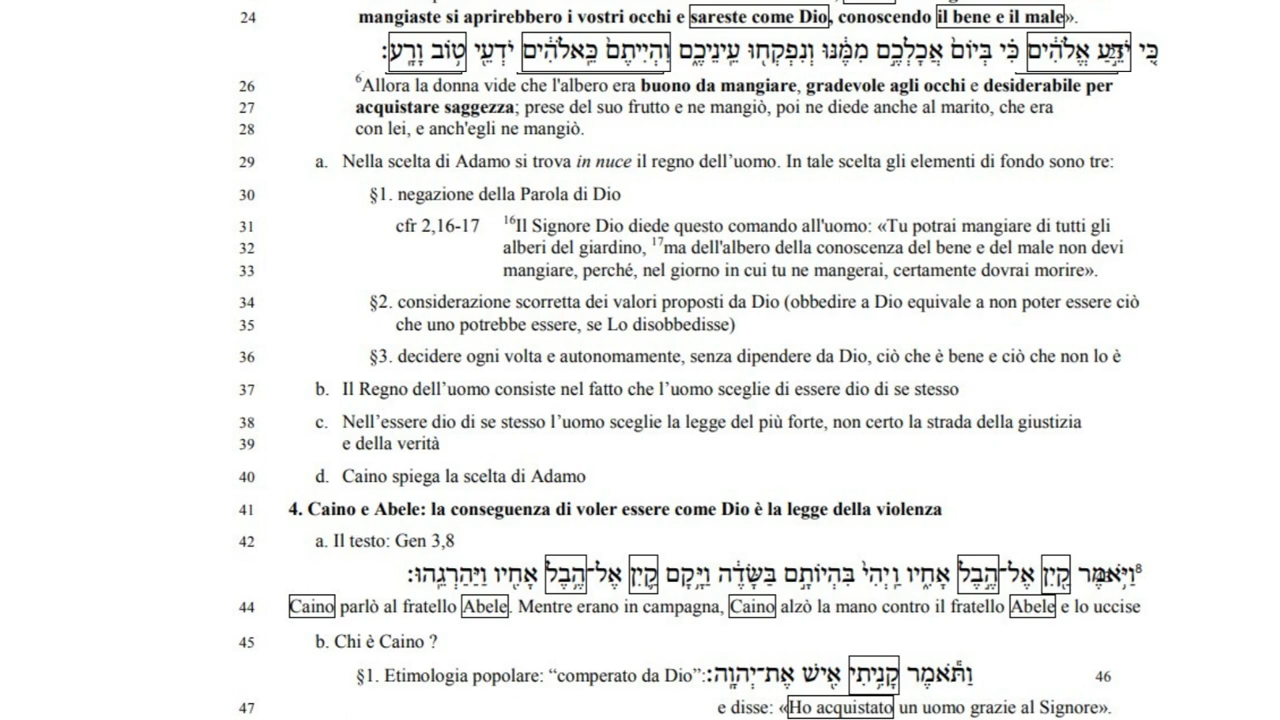 24 mangiaste si aprirebbero i vostri occhi e sareste come Dio, conoscendo il bene e il male».
כִּ֚י יֹדֵ֣עַ אֱלֹהִ֔ים כִּ֗י בְּיוֹם֙ אֲכָלְכֶ֣ם מִמֶּ֔נּוּ וְנִפְקְח֖וּ עֵֽינֵיכֶ֑ם וִהְיִיתֶם֙ כֵּֽאלֹהִ֔ים יֹדְעֵ֖י ט֥וֹב וָרָֽע׃
26 ⁶Allora la donna vide che l'albero era buono da mangiare, gradevole agli occhi e desiderabile per
27 acquistare saggezza; prese del suo frutto e ne mangiò, poi ne diede anche al marito, che era
28 con lei, e anch'egli ne mangiò.
29 a. Nella scelta di Adamo si trova in nuce il regno dell’uomo. In tale scelta gli elementi di fondo sono tre:
30 §1. negazione della Parola di Dio
31 cfr 2,16-17 ¹⁶Il Signore Dio diede questo comando all'uomo: «Tu potrai mangiare di tutti gli
32 alberi del giardino, ¹⁷ma dell'albero della conoscenza del bene e del male non devi
33 mangiare, perché, nel giorno in cui tu ne mangerai, certamente dovrai morire».
34 §2. considerazione scorretta dei valori proposti da Dio (obbedire a Dio equivale a non poter essere ciò
35 che uno potrebbe essere, se Lo disobbedisse)
36 §3. decidere ogni volta e autonomamente, senza dipendere da Dio, ciò che è bene e ciò che non lo è
37 b. Il Regno dell’uomo consiste nel fatto che l’uomo sceglie di essere dio di se stesso
38 c. Nell’essere dio di se stesso l’uomo sceglie la legge del più forte, non certo la strada della giustizia
39 e della verità
40 d. Caino spiega la scelta di Adamo
41 4. Caino e Abele: la conseguenza di voler essere come Dio è la legge della violenza
42 a. Il testo: Gen 3,8
⁸וַיֹּ֥אמֶר קַ֖יִן אֶל־הֶ֣בֶל אָחִ֑יו וַֽיְהִי֙ בִּהְיוֹתָ֣ם בַּשָּׂדֶ֔ה וַיָּ֥קָם קַ֛יִן אֶל־הֶ֥בֶל אָחִ֖יו וַיַּהַרְגֵֽהוּ׃
44 Caino parlò al fratello Abele. Mentre erano in campagna, Caino alzò la mano contro il fratello Abele e lo uccise
45 b. Chi è Caino ?
§1. Etimologia popolare: “comperato da Dio”: וַתֹּ֕אמֶר קָנִ֥יתִי אִ֖ישׁ אֶת־יְהוָֽה׃ 46
47 e disse: «Ho acquistato un uomo grazie al Signore».